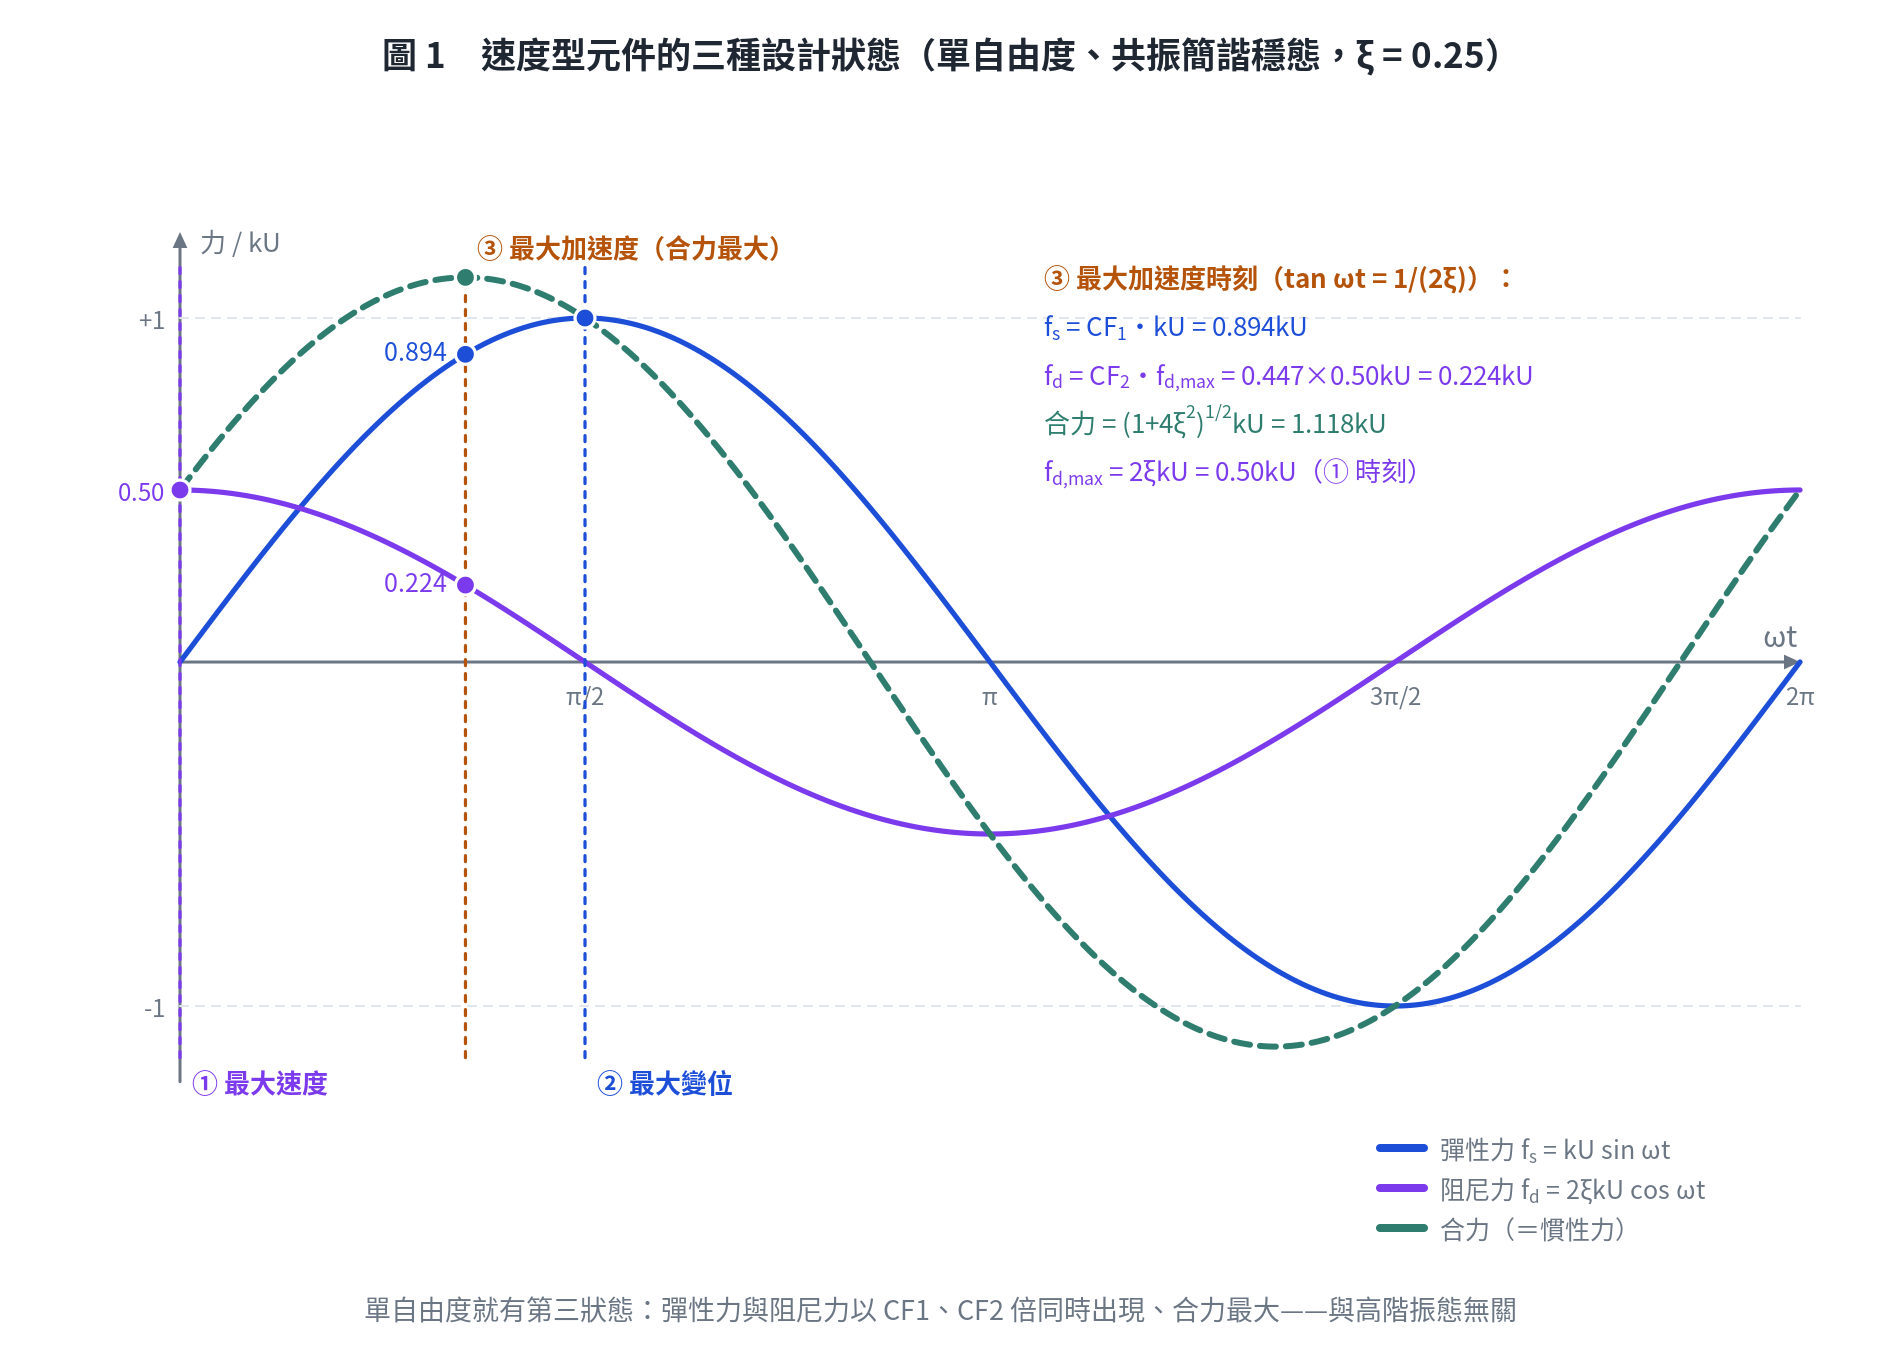 圖 1　速度型元件的三種設計狀態（單自由度、共振簡諧穩態，ξ = 0.25）
力 / kU
③ 最大加速度（合力最大）
③ 最大加速度時刻（tan ωt = 1/(2ξ)）：
+1
fs = CF1・kU = 0.894kU
0.894
fd = CF2・fd,max = 0.447×0.50kU = 0.224kU
合力 = (1+4ξ²)^1/2 kU = 1.118kU
fd,max = 2ξkU = 0.50kU（① 時刻）
0.50
0.224
ωt
π/2
π
3π/2
2π
-1
① 最大速度
② 最大變位
彈性力 fs = kU sin ωt
阻尼力 fd = 2ξkU cos ωt
合力（＝慣性力）
單自由度就有第三狀態：彈性力與阻尼力以 CF1、CF2 倍同時出現、合力最大——與高階振態無關